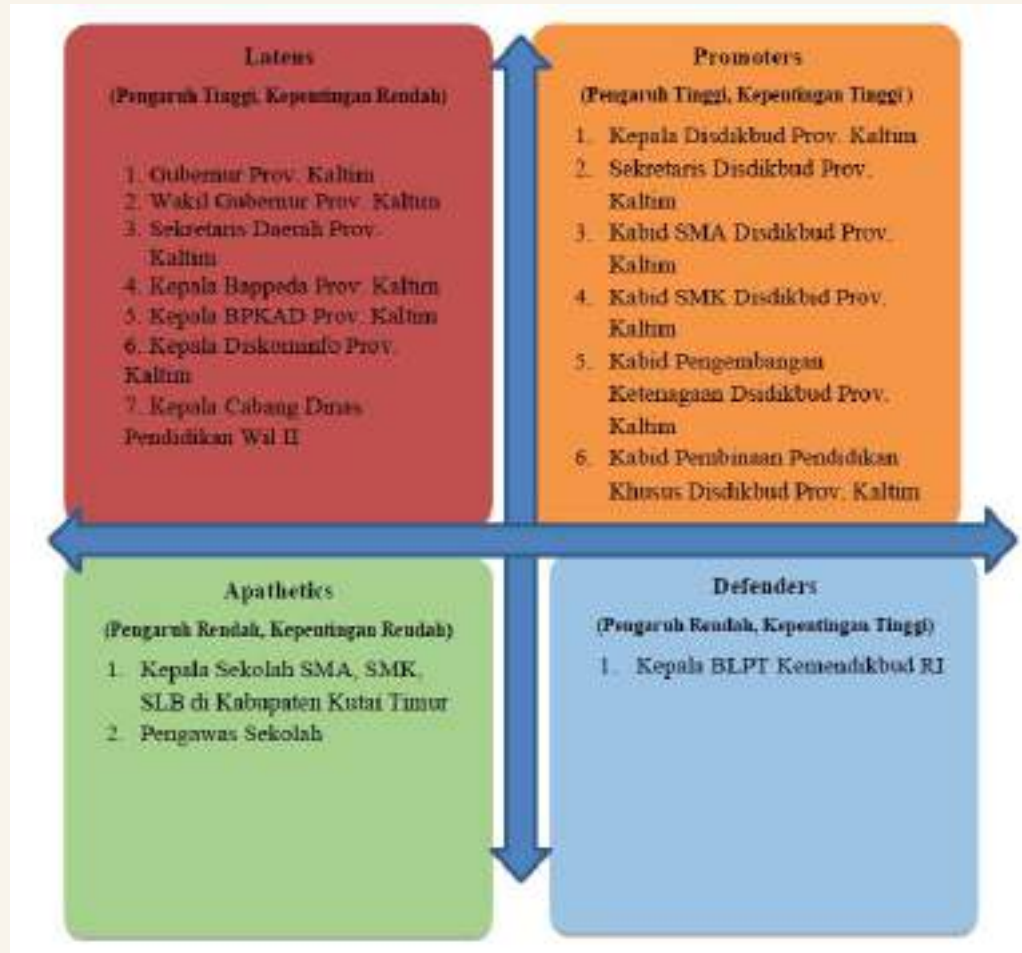 Latens
(Pengaruh Tinggi, Kepentingan Rendah)
1. Gubernur Prov. Kaltim
2. Wakil Gubernur Prov. Kaltim
3. Sekretaris Daerah Prov.
Kaltim
4. Kepala Bappeda Prov. Kaltim
5. Kepala BPKAD Prov. Kaltim
6. Kepala Diskominfo Prov.
Kaltim
7. Kepala Cabang Dinas
Pendidikan Wil II
Promoters
(Pengaruh Tinggi, Kepentingan Tinggi )
1. Kepala Disdikbud Prov. Kaltim
2. Sekretaris Disdikbud Prov.
Kaltim
3. Kabid SMA Disdikbud Prov.
Kaltim
4. Kabid SMK Disdikbid Prov.
Kaltim
5. Kabid Pengembangan
Ketenagaan Dsidikbud Prov.
Kaltim
6. Kabid Pembinaan Pendidikan
Khusus Disdikbud Prov. Kaltim
Apathetics
(Pengaruh Rendah, Kepentingan Rendah)
1. Kepala Sekolah SMA, SMK,
SLB di Kabupaten Kutai Timur
2. Pengawas Sekolah
Defenders
(Pengaruh Rendah, Kepentingan Tinggi)
1. Kepala BLPT Kemendikbud RI